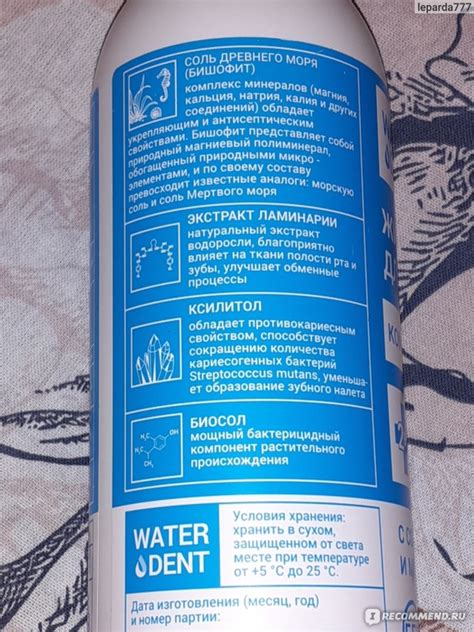 leparda777
СОЛЬ ДРЕВНЕГО МОРЯ
(БИШОФИТ)
комплекс минералов (магния,
кальция, натрия, калия и других
соединений) обладает
укрепляющим и антисептическим
свойствами. Бишофит представляет собой
природный магниевый полиминерал,
обогащенный природными микро -
элементами, и по своему составу
превосходит известные аналоги: морскую
соль и соль Мертвого моря
ЭКСТРАКТ ЛАМИНАРИИ
натуральный экстракт
водоросли, благоприятно
влияет на ткани полости рта и
зубы, улучшает обменные
процессы
КСИЛИТОЛ
обладает противокариесным
свойством, способствует
сокращению количества
кариесогенных бактерий
Streptococcus mutans, уменьша-
ет образование зубного налета
БИОСОЛ
мощный бактерицидный
компонент растительного
происхождения
WATER
DENT
Условия хранения:
хранить в сухом,
защищенном от света
месте при температуре
от +5 °С до 25 °С.
Дата изготовления (месяц, год)
и номер партии:
RECOMMEND.RU